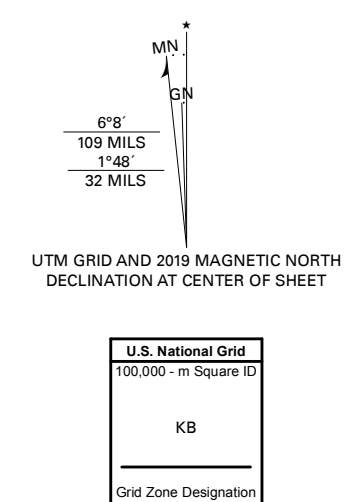 ★
MN
GN
6°8´
109 MILS
1°48´
32 MILS
UTM GRID AND 2019 MAGNETIC NORTH
DECLINATION AT CENTER OF SHEET
U.S. National Grid
100,000 - m Square ID
KB
Grid Zone Designation